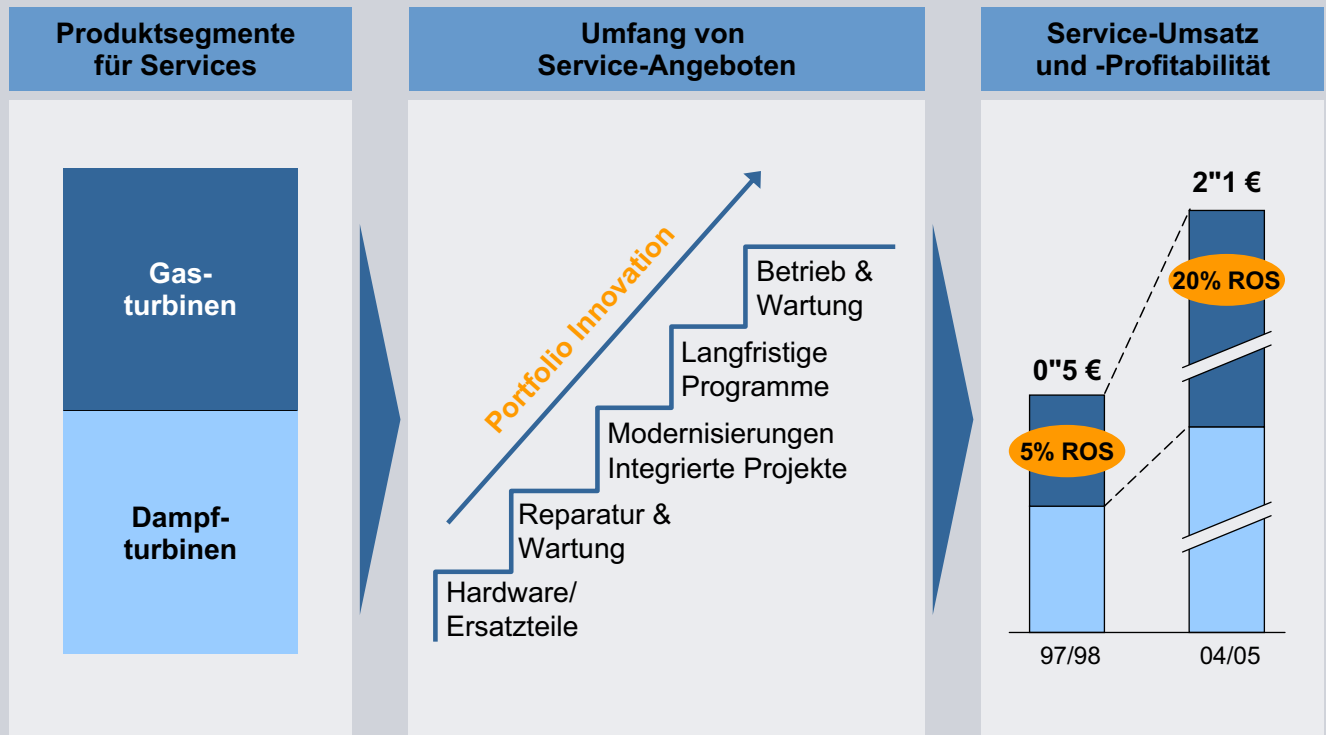 Produktsegmente
für Services
Umfang von
Service-Angeboten
Service-Umsatz
und -Profitabilität
Gas-
turbinen
Dampf-
turbinen
Portfolio Innovation
Betrieb &
Wartung
Langfristige
Programme
Modernisierungen
Integrierte Projekte
Reparatur &
Wartung
Hardware/
Ersatzteile
2"1 €
20% ROS
0"5 €
5% ROS
97/98
04/05